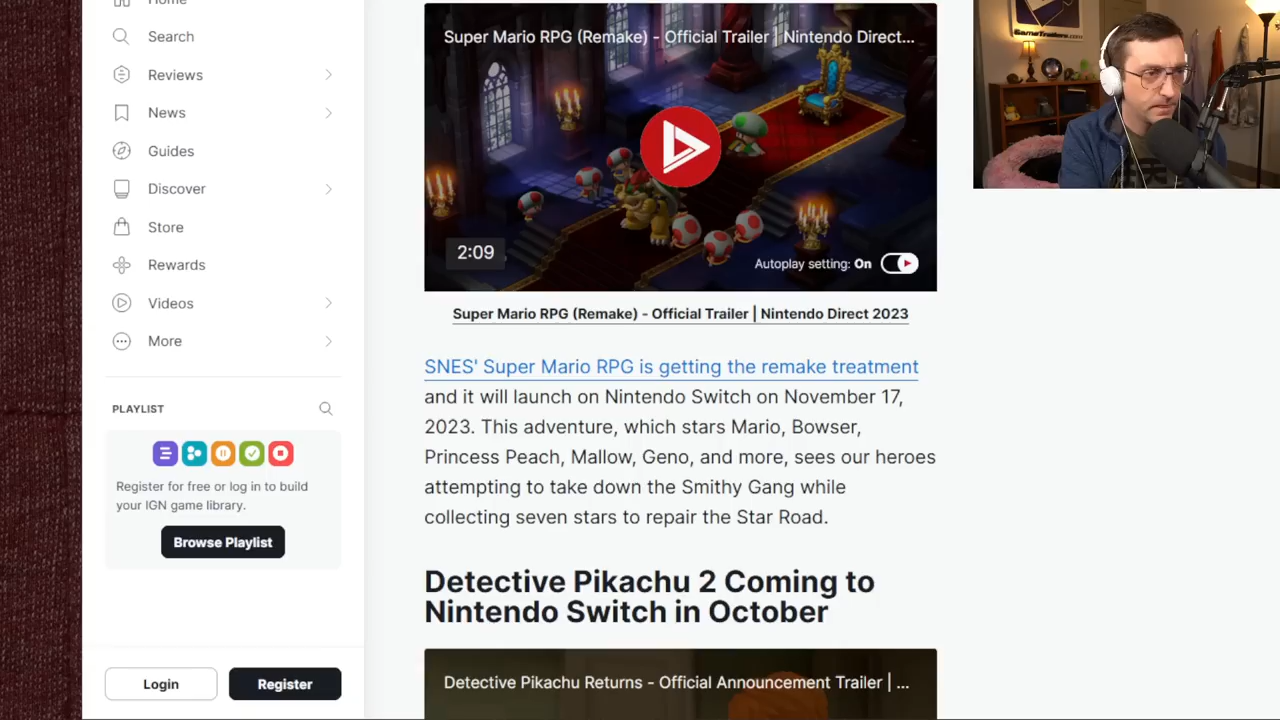 Home
Search
Reviews
News
Guides
Discover
Store
Rewards
Videos
More
PLAYLIST
Register for free or log in to build
your IGN game library.
Browse Playlist
Login
Register
Super Mario RPG (Remake) - Official Trailer | Nintendo Direct...
2:09
Autoplay setting: On
Super Mario RPG (Remake) - Official Trailer | Nintendo Direct 2023
SNES' Super Mario RPG is getting the remake treatment
and it will launch on Nintendo Switch on November 17,
2023. This adventure, which stars Mario, Bowser,
Princess Peach, Mallow, Geno, and more, sees our heroes
attempting to take down the Smithy Gang while
collecting seven stars to repair the Star Road.
Detective Pikachu 2 Coming to
Nintendo Switch in October
Detective Pikachu Returns - Official Announcement Trailer | ...
GameTrailers.com